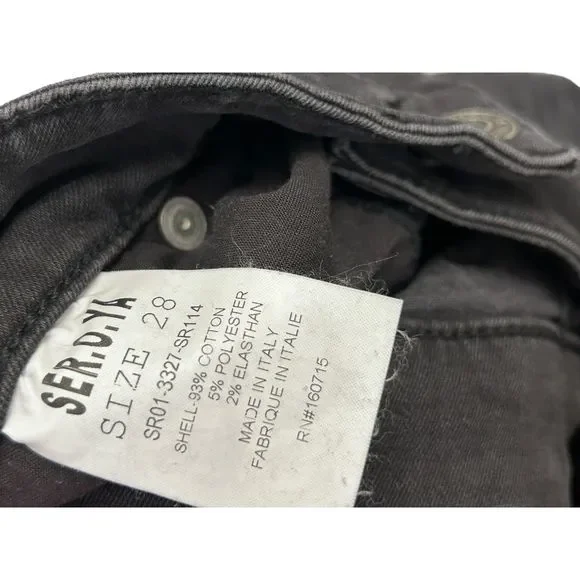 SER.O.YA
SIZE 28
SR01-3327-SR114
SHELL-93% COTTON
5% POLYESTER
2% ELASTHAN
MADE IN ITALY
FABRIQUE IN ITALIE
RN#160715